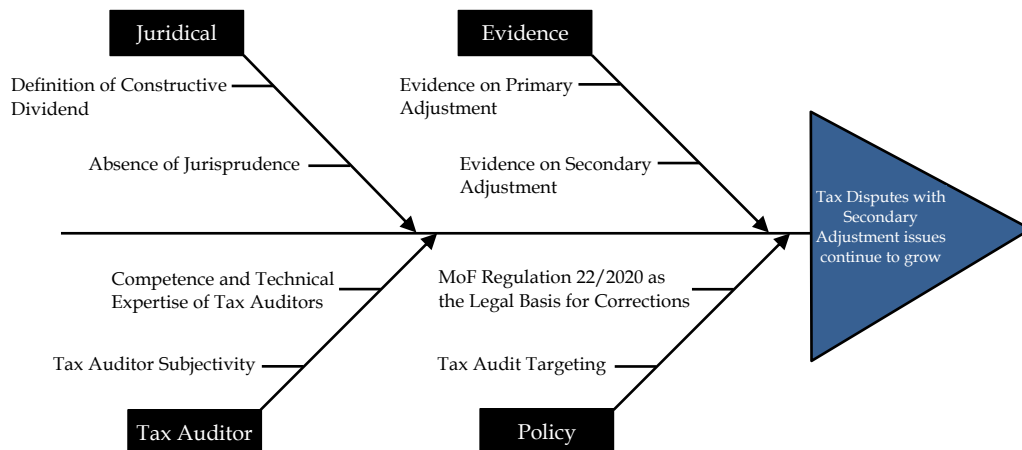 Juridical
Evidence
Definition of Constructive
Dividend
Evidence on Primary
Adjustment
Absence of Jurisprudence
Evidence on Secondary
Adjustment
Tax Disputes with
Secondary
Adjustment issues
continue to grow
Competence and Technical
Expertise of Tax Auditors
MoF Regulation 22/2020 as
the Legal Basis for Corrections
Tax Auditor Subjectivity
Tax Audit Targeting
Tax Auditor
Policy